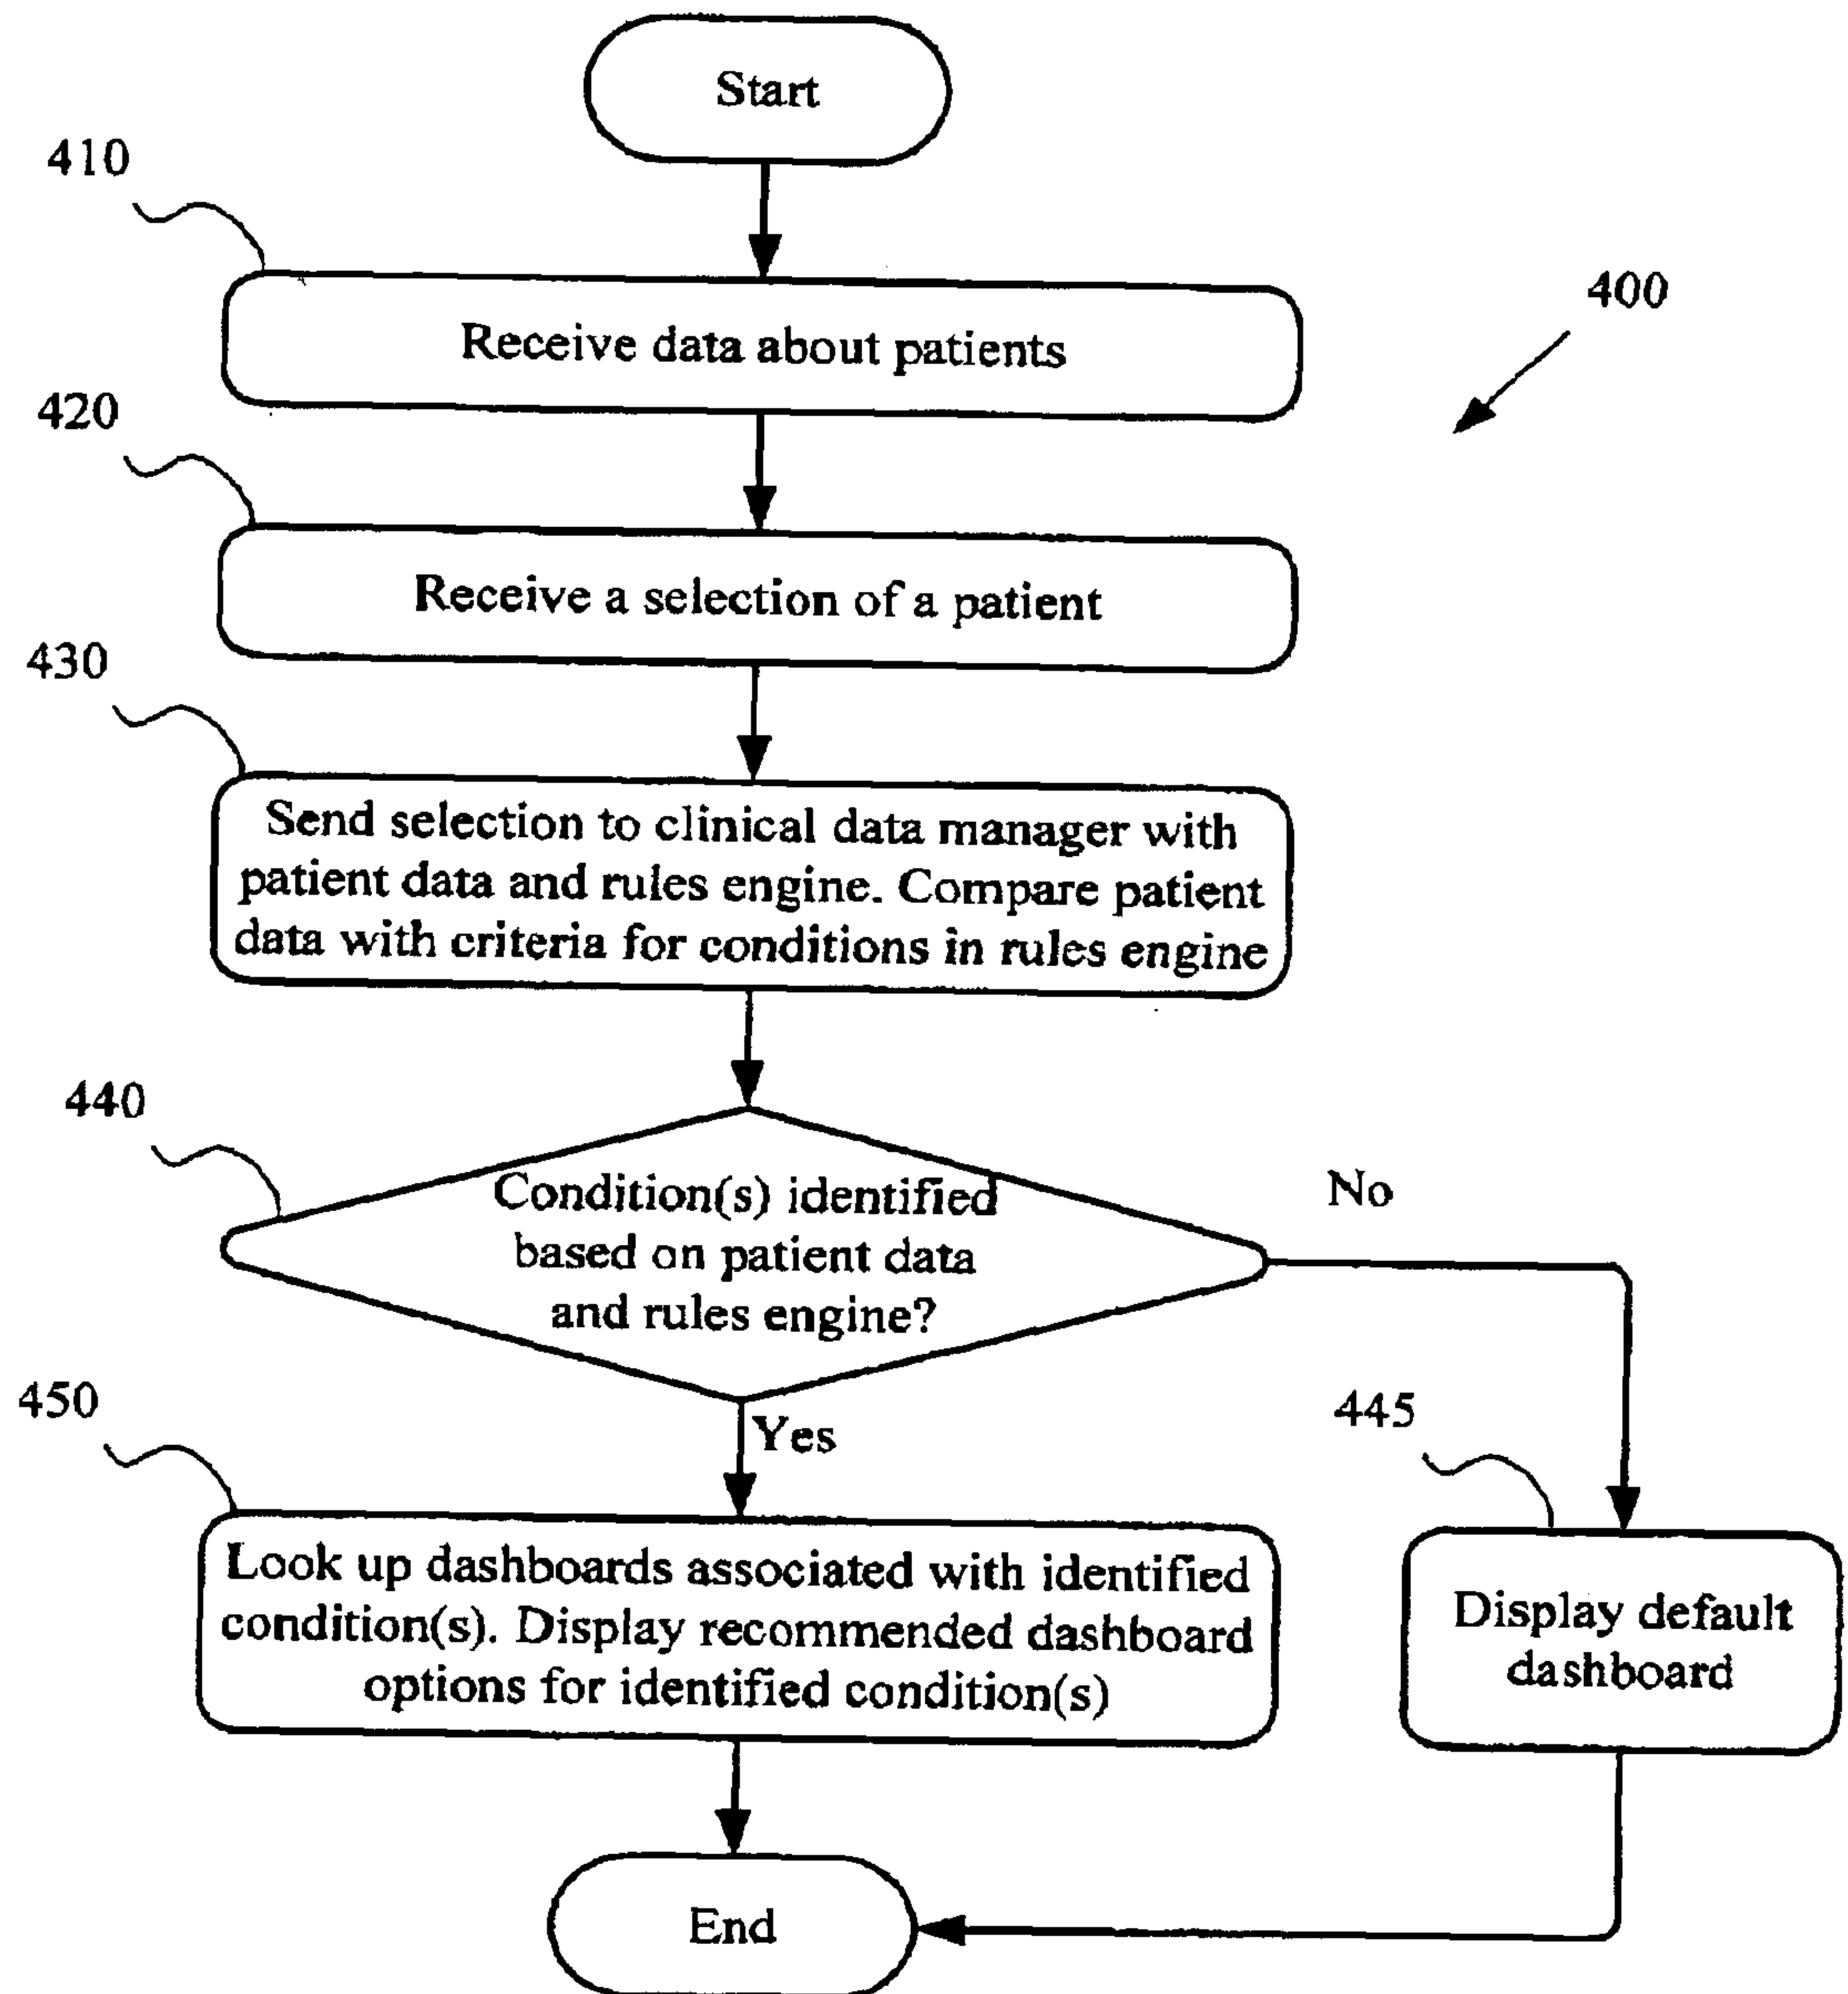 Start
410
Receive data about patients
400
420
Receive a selection of a patient
430
Send selection to clinical data manager with
patient data and rules engine. Compare patient
data with criteria for conditions in rules engine
440
Condition(s) identified
based on patient data
and rules engine?
No
Yes
450
Look up dashboards associated with identified
condition(s). Display recommended dashboard
options for identified condition(s)
445
Display default
dashboard
End